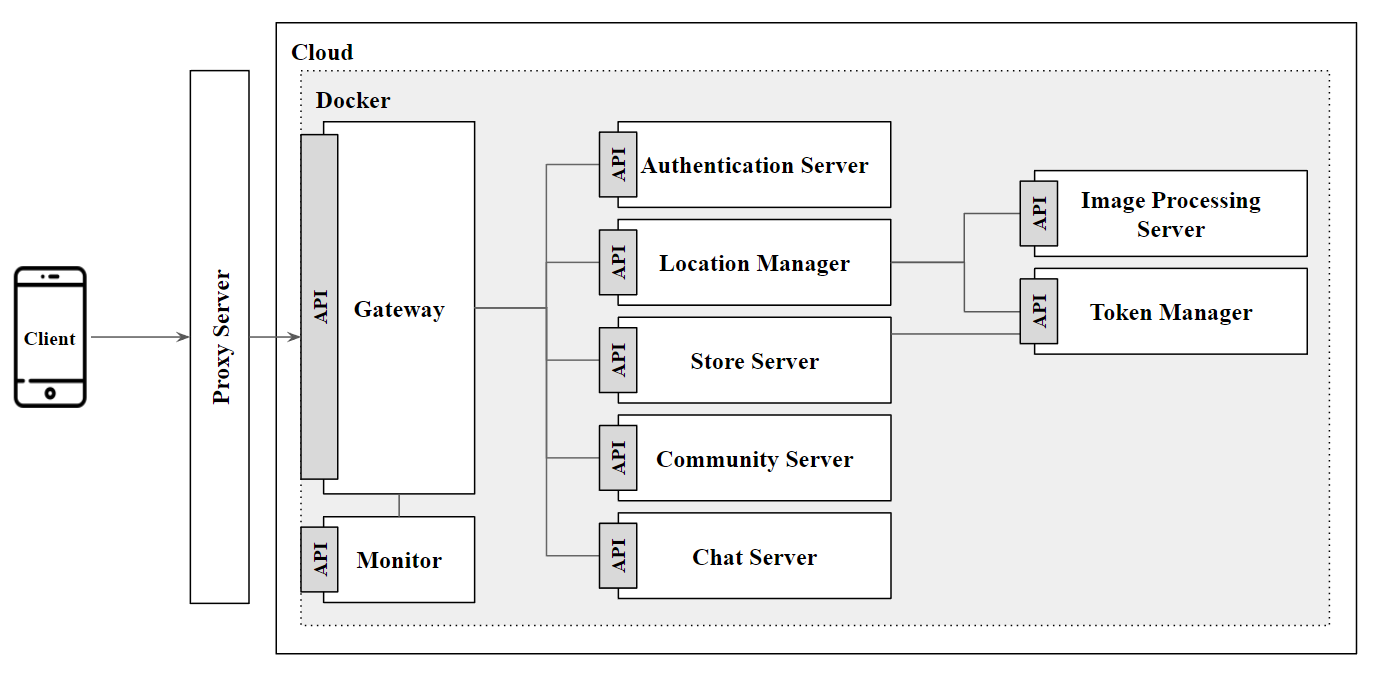 Cloud
Docker
Client
Proxy Server
API
Gateway
API
Monitor
API
Authentication Server
API
Location Manager
API
Store Server
API
Community Server
API
Chat Server
API
Image Processing
Server
API
Token Manager